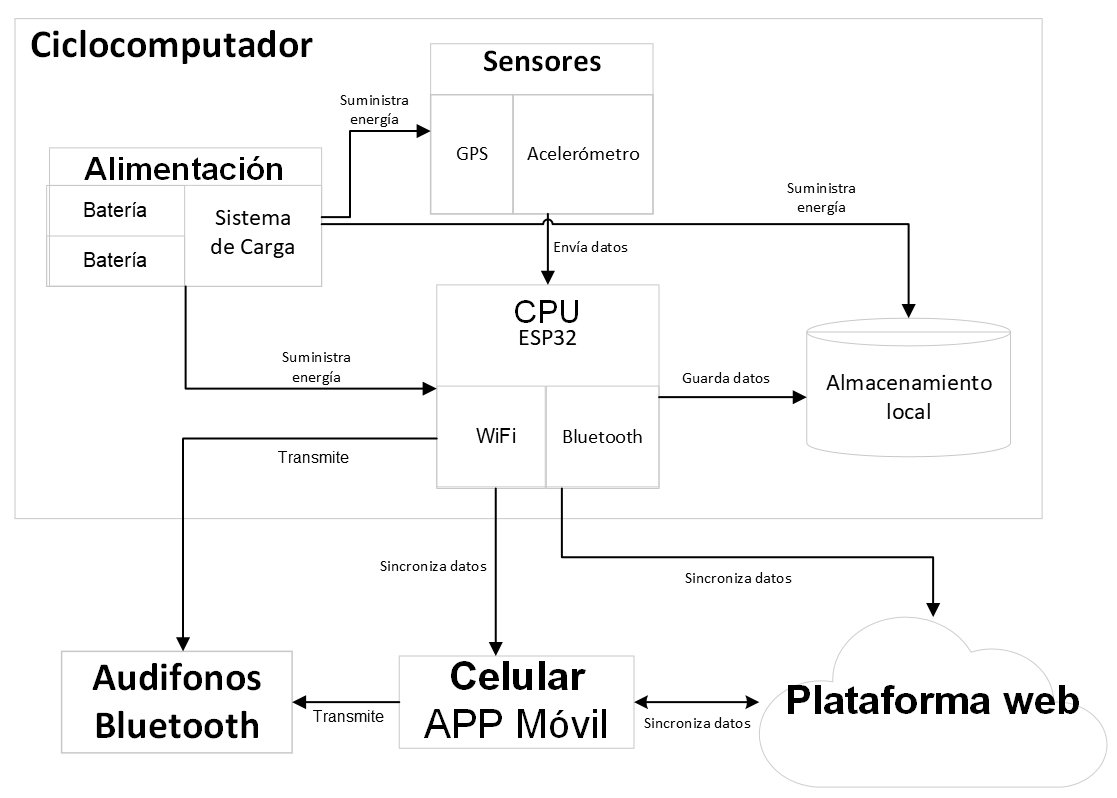 Ciclocomputador
Sensores
GPS
Acelerómetro
Suministra
energía
Alimentación
Batería
Batería
Sistema
de Carga
Suministra
energía
Envía datos
CPU
ESP32
WiFi
Bluetooth
Suministra
energía
Guarda datos
Almacenamiento
local
Transmite
Sincroniza datos
Sincroniza datos
Audifonos
Bluetooth
Transmite
Celular
APP Móvil
Sincroniza datos
Plataforma web